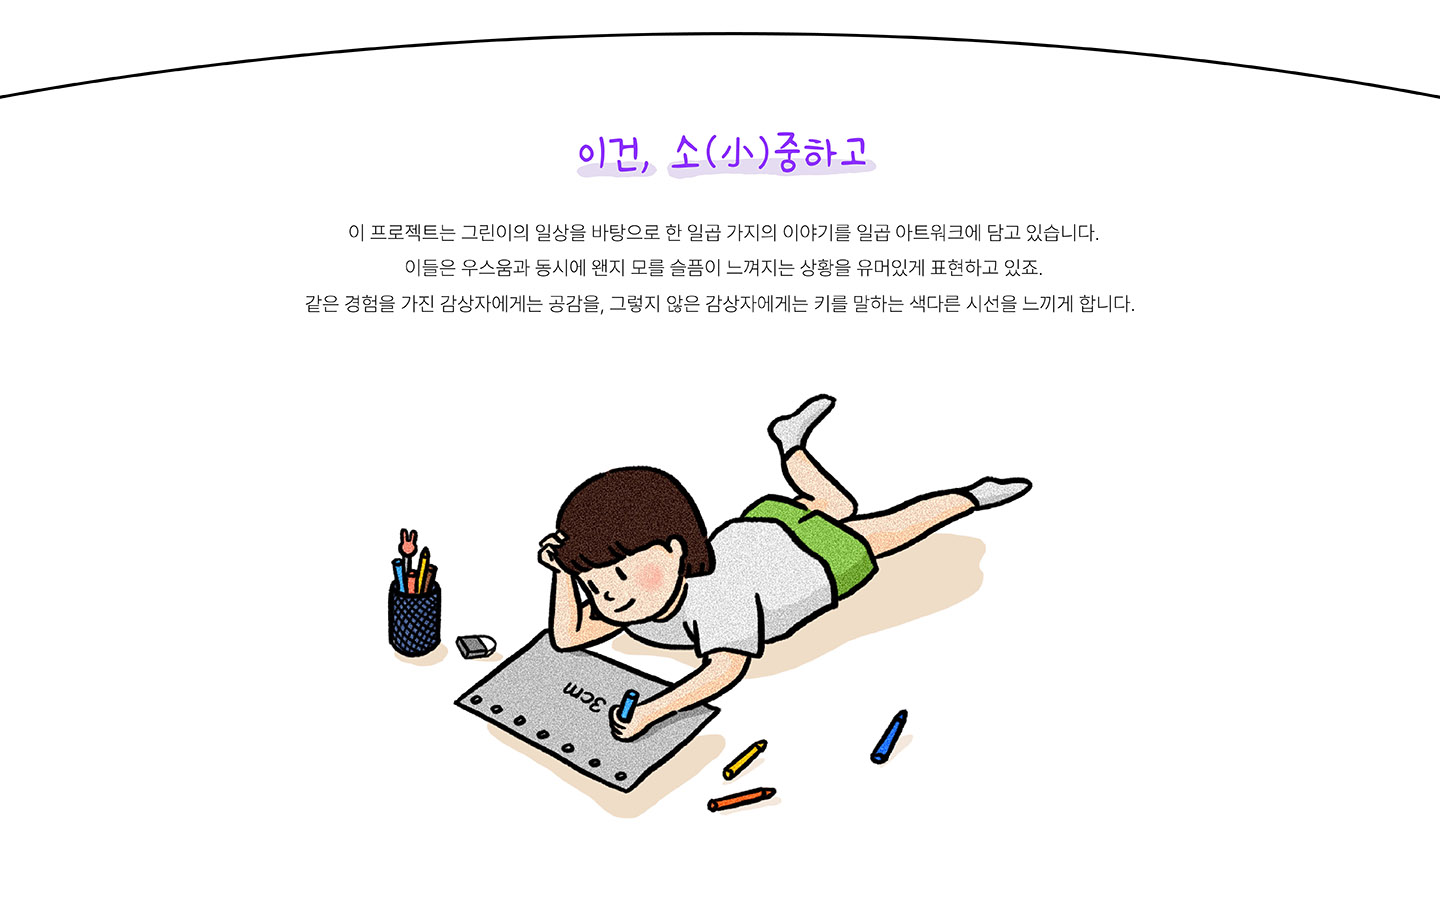 이건, 소(小)중하고
이 프로젝트는 그린이의 일상을 바탕으로 한 일곱 가지의 이야기를 일곱 아트워크에 담고 있습니다.
이들은 우스움과 동시에 왠지 모를 슬픔이 느껴지는 상황을 유머있게 표현하고 있죠.
같은 경험을 가진 감상자에게는 공감을, 그렇지 않은 감상자에게는 키를 말하는 색다른 시선을 느끼게 합니다.
3cm